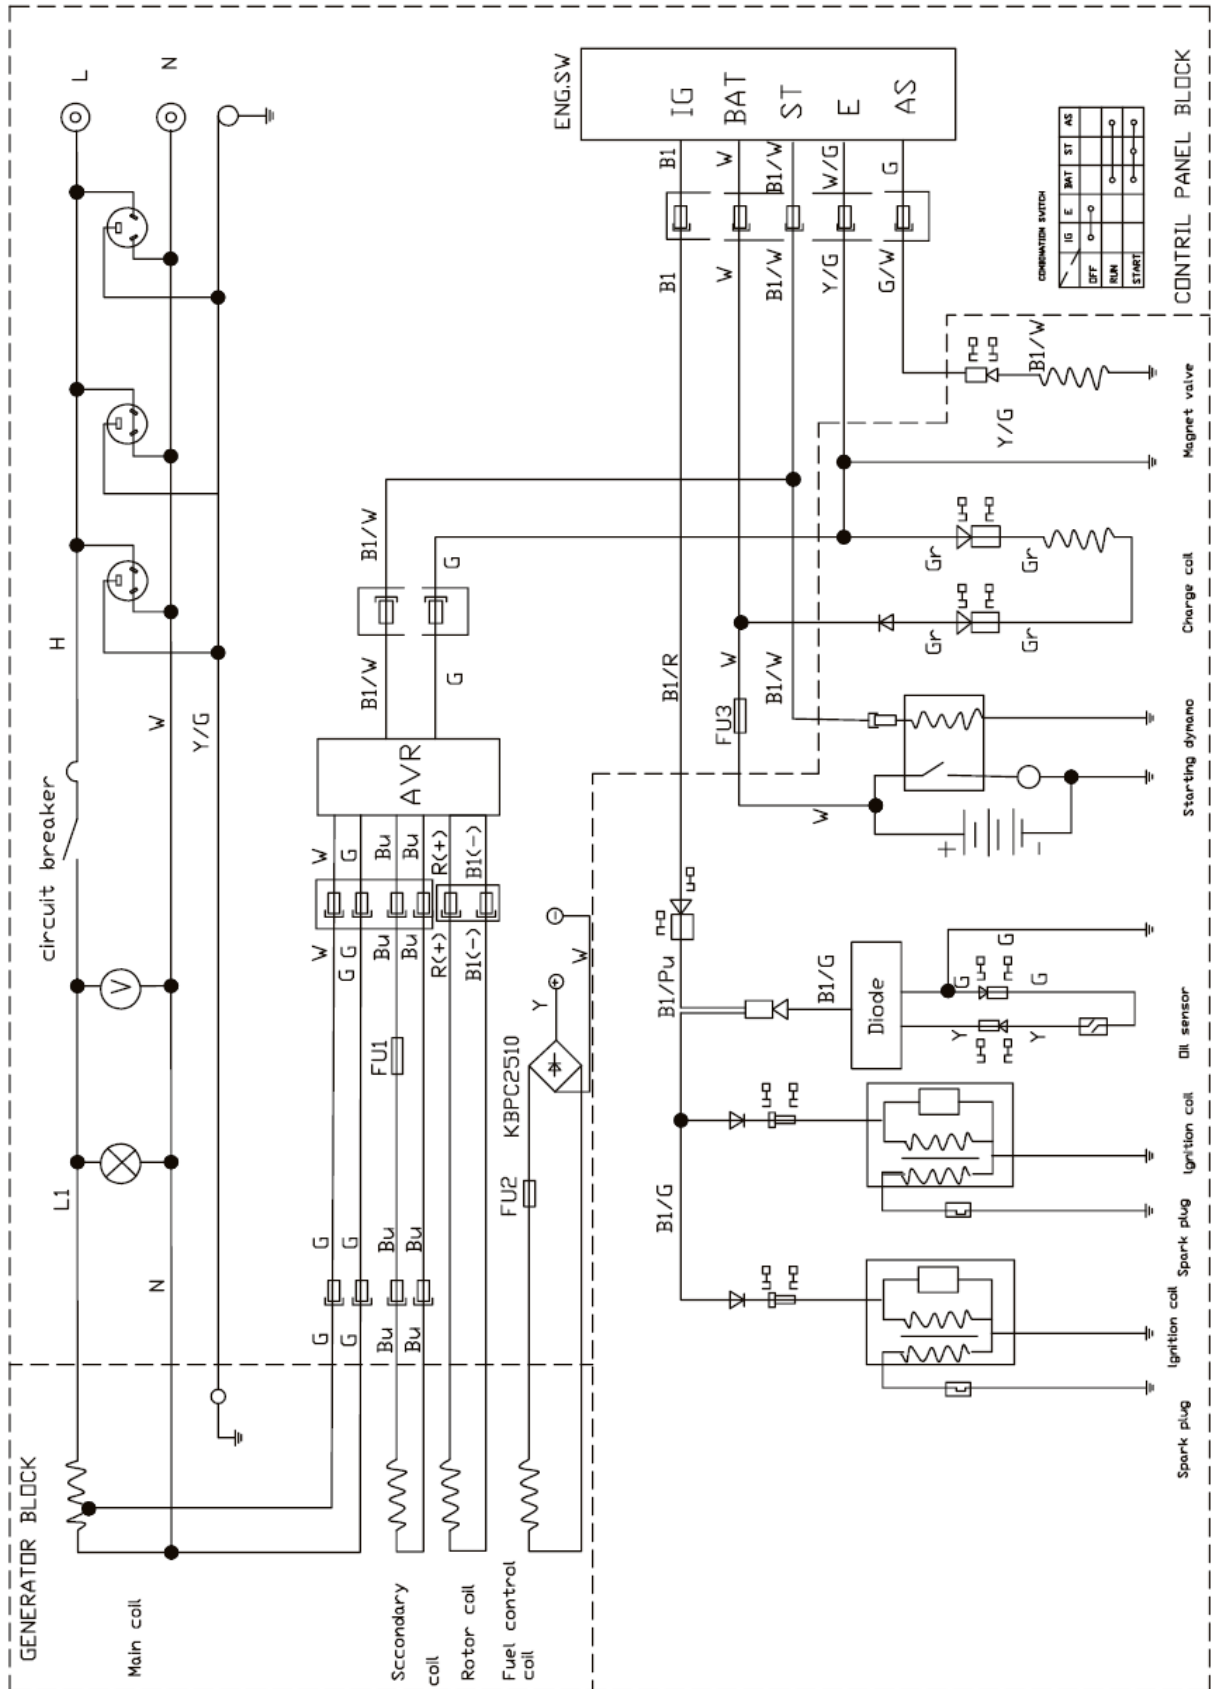 GENERATOR BLOCK
Main coil
L1
circuit breaker
H
L
N
V
W
N
Y/G
Sccondary
coil
G
G
W
W
B1/W
B1/W
G
G
G G
G
G
G
AVR
Bu
Bu
FU1
Bu
Bu
Bu
Bu
Bu
Bu
Rotor coil
R(+)
R(+)
B1(-)
B1(-)
Fuel control
coil
FU2
KBPC2510
Y
+
-
W
ENG.SW
IG
BAT
ST
E
AS
B1/G
B1/Pu
B1/R
B1
B1
FU3
W
W
W
B1/W
B1/W
B1/W
W
Y/G
W/G
G/W
G
Diode
B1/G
+
-
Y
Y
G
G
G
Gr
Gr
Gr
Gr
Y/G
B1/W
COMBINATION SWITCH
IG E BAT ST AS
OFF
RUN
START
CONTRIL PANEL BLOCK
Spark plug
Ignition coil
Spark plug
Ignition coil
Oil sensor
Starting dynamo
Charge coil
Magnet valve